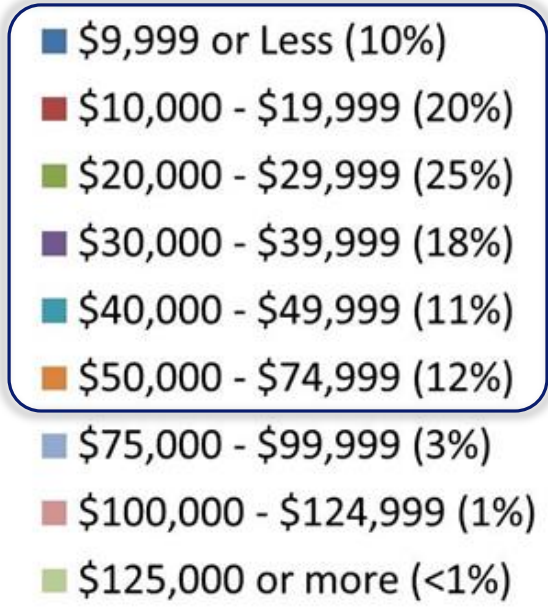 $9,999 or Less (10%)
$10,000 - $19,999 (20%)
$20,000 - $29,999 (25%)
$30,000 - $39,999 (18%)
$40,000 - $49,999 (11%)
$50,000 - $74,999 (12%)
$75,000 - $99,999 (3%)
$100,000 - $124,999 (1%)
$125,000 or more (<1%)